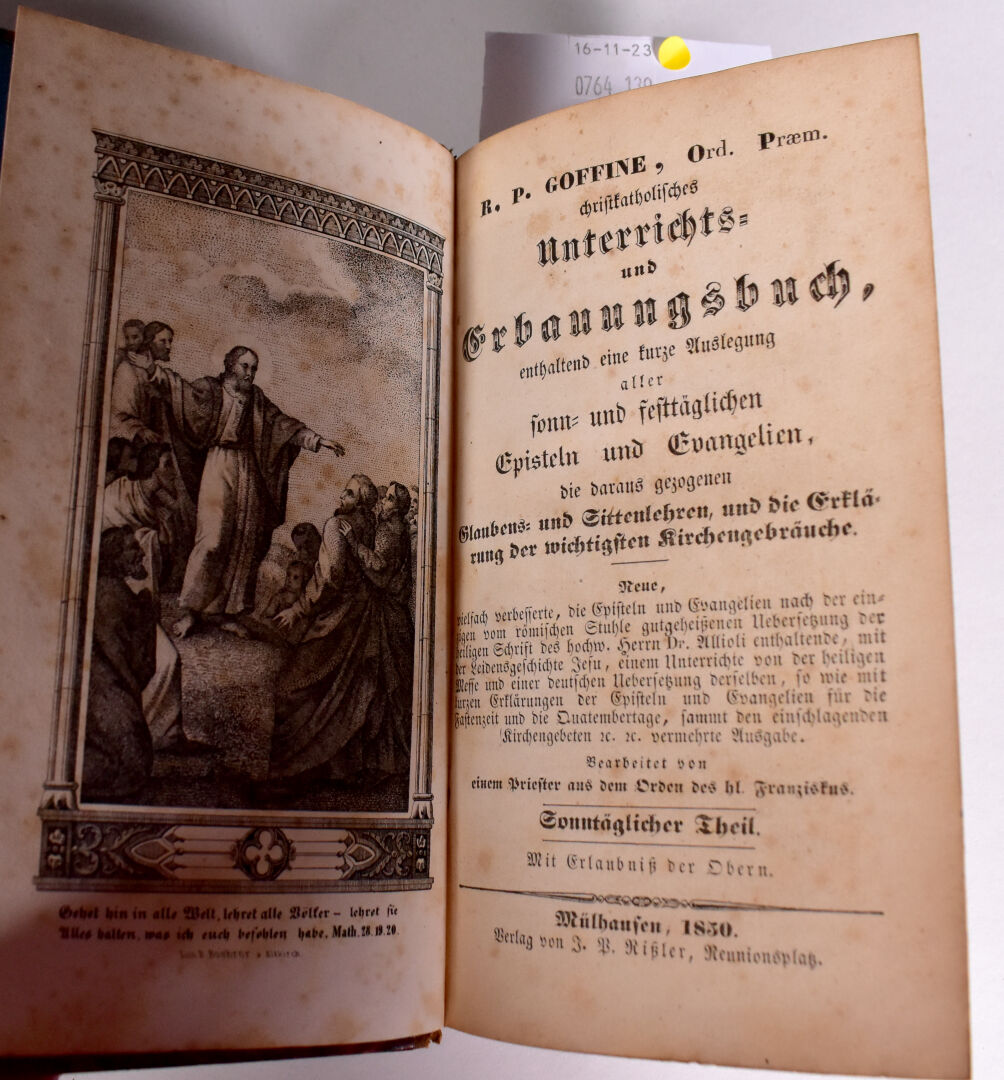 16-11-23
0764
R. P. GOFFINE, Ord. Præm.
christkatholisches
Unterrichts-
und
Erbauungsbuch,
enthaltend eine kurze Auslegung
aller
sonn- und festtäglichen
Episteln und Evangelien,
die daraus gezogenen
Glaubens- und Sittenlehren, und die Erklä-
rung der wichtigsten Kirchengebräuche.
Neue,
vielfach verbesserte, die Episteln und Evangelien nach der ein-
zigen vom römischen Stuhle gutgeheißenen Uebersetzung der
heiligen Schrift des hochw. Herrn Dr. Allioli enthaltende, mit
der Leidensgeschichte Jesu, einem Unterrichte von der heiligen
Messe und einer deutschen Uebersetzung derselben, so wie mit
kurzen Erklärungen der Episteln und Evangelien für die
Fastenzeit und die Quatembertage, sammt den einschlagenden
Kirchengebeten ꝛc. ꝛc. vermehrte Ausgabe.
Bearbeitet von
einem Priester aus dem Orden des hl. Franziskus.
Sonntäglicher Theil.
Mit Erlaubniß der Obern.
Mülhausen, 1850.
Verlag von J. P. Rißler, Reunionsplatz.
Gehet hin in alle Welt, lehret alle Völker – lehret sie
Alles halten, was ich euch befohlen habe. Math. 28. 19. 20.